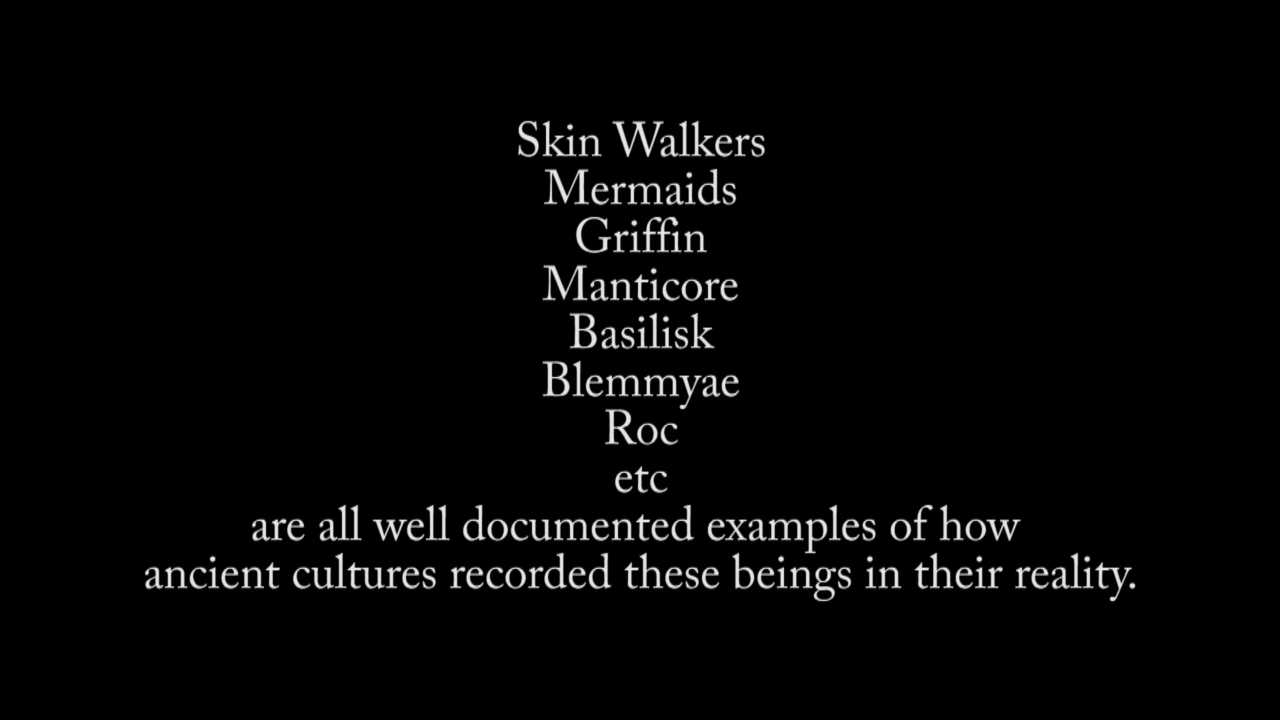 Skin Walkers
Mermaids
Griffin
Manticore
Basilisk
Blemmyae
Roc
etc
are all well documented examples of how
ancient cultures recorded these beings in their reality.